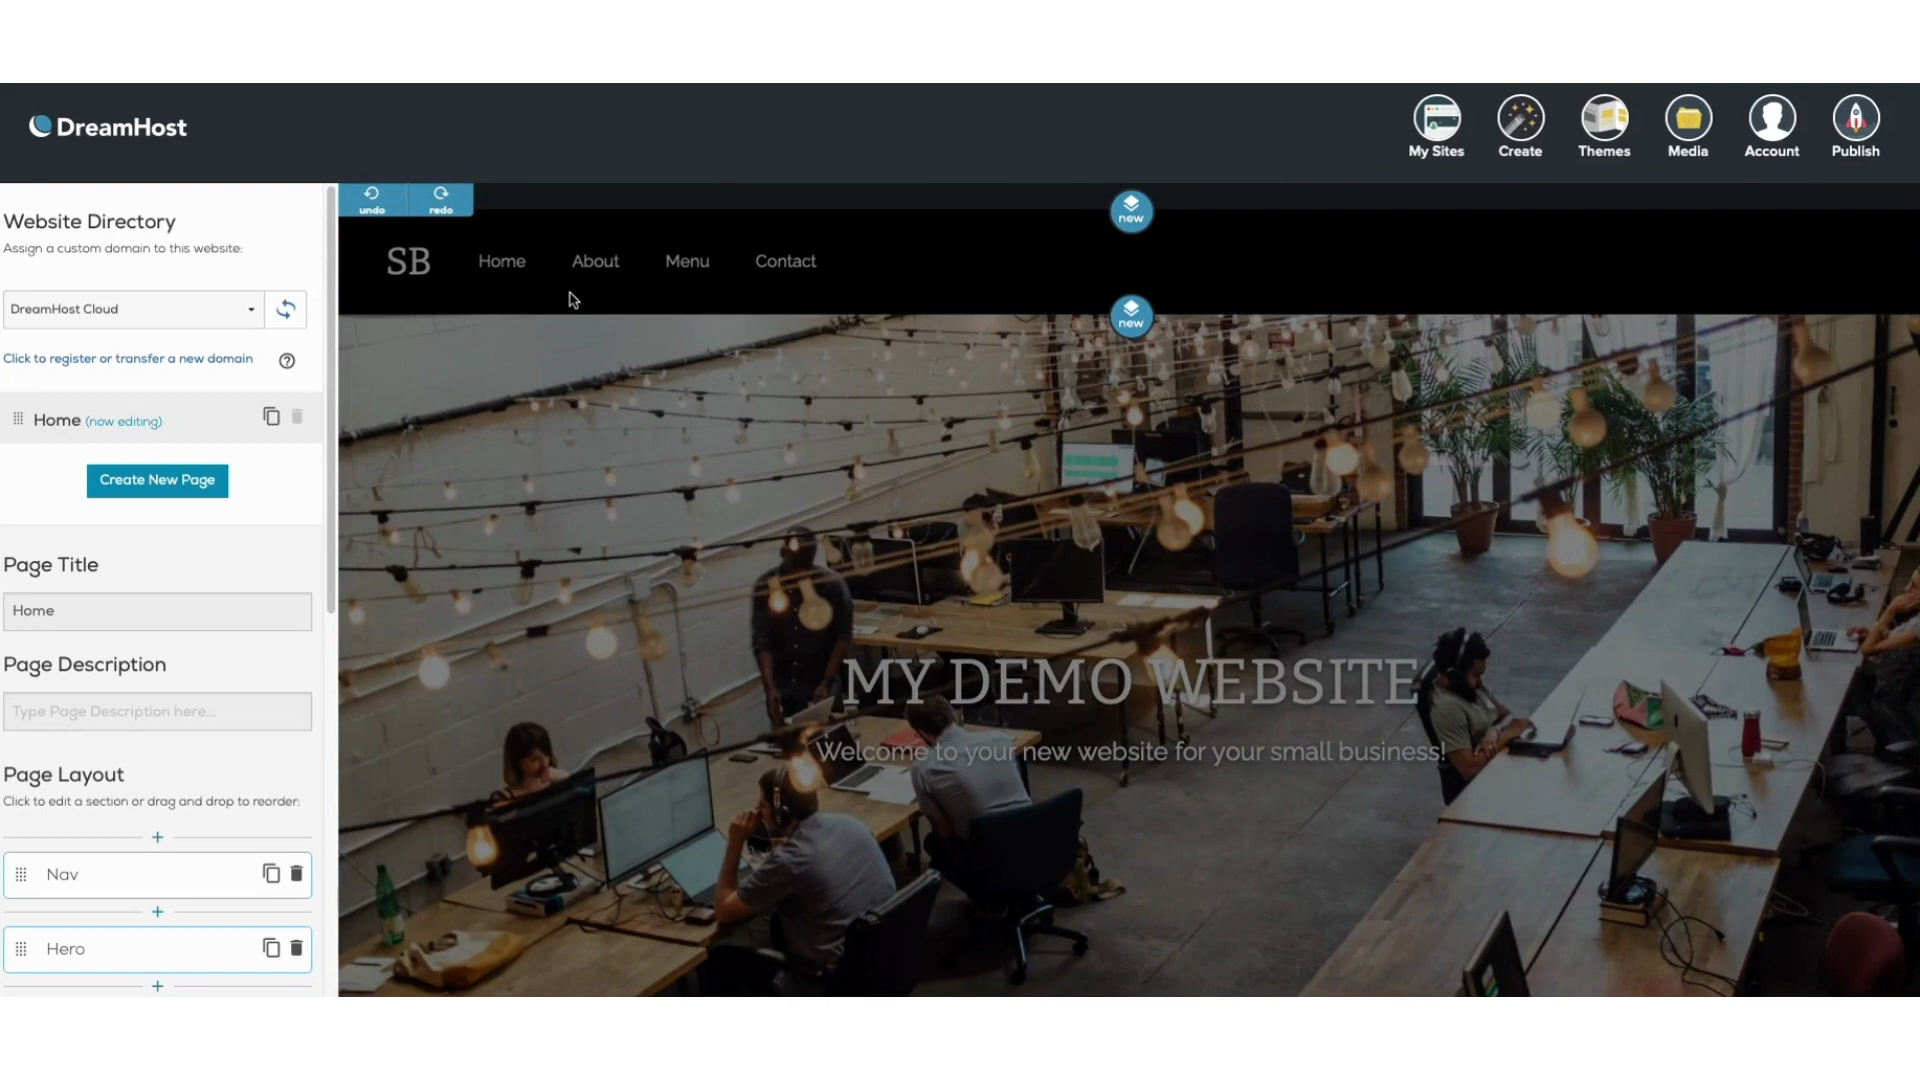 DreamHost
My Sites
Create
Themes
Media
Account
Publish
Website Directory
Assign a custom domain to this website:
DreamHost Cloud
Click to register or transfer a new domain
Home (now editing)
Create New Page
Page Title
Home
Page Description
Type Page Description here...
Page Layout
Click to edit a section or drag and drop to reorder:
Nav
Hero
undo
redo
new
SB
Home
About
Menu
Contact
new
MY DEMO WEBSITE
Welcome to your new website for your small business!